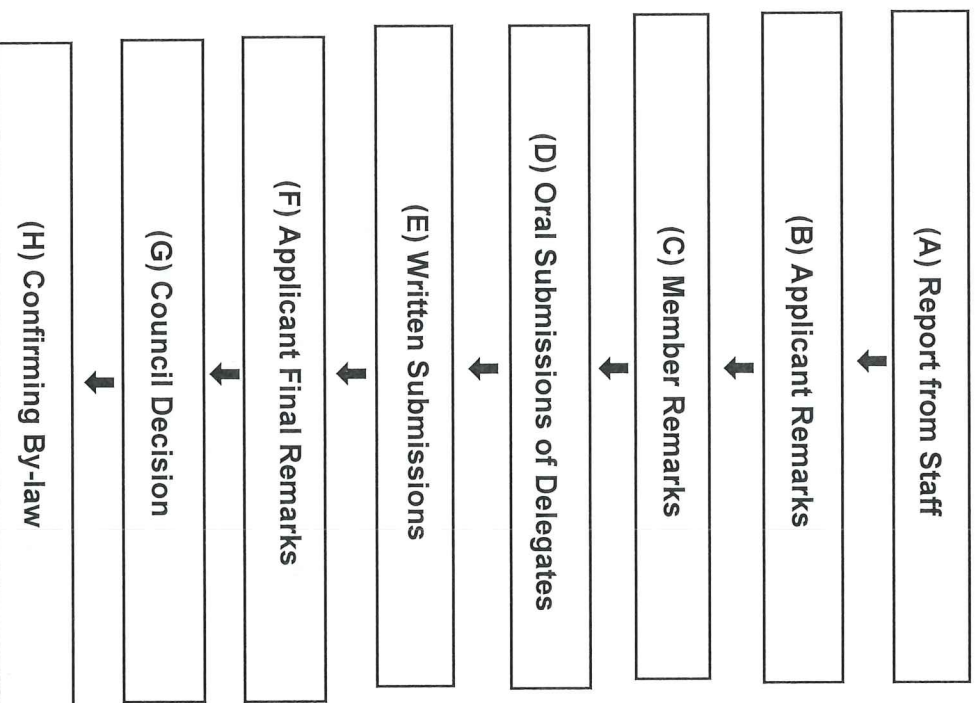 (A) Report from Staff
(B) Applicant Remarks
(C) Member Remarks
(D) Oral Submissions of Delegates
(E) Written Submissions
(F) Applicant Final Remarks
(G) Council Decision
(H) Confirming By-law